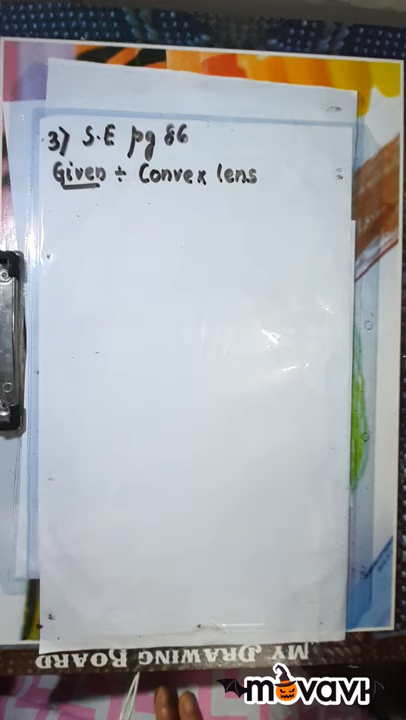 3) S.E pg 86
Given ÷ Convex lens
MY DRAWING BOARD
movavi